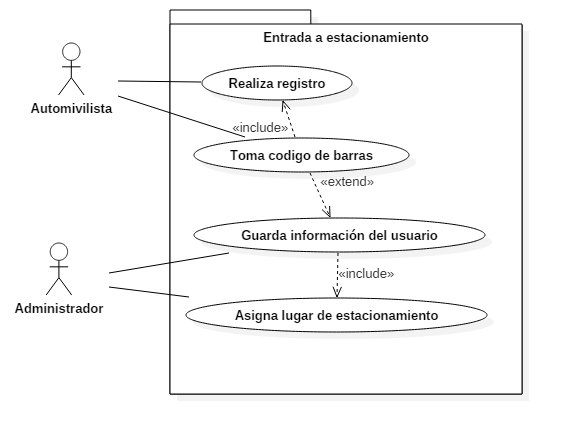 Entrada a estacionamiento
Realiza registro
Automivilista
«include»
Toma codigo de barras
«extend»
Guarda información del usuario
«include»
Administrador
Asigna lugar de estacionamiento